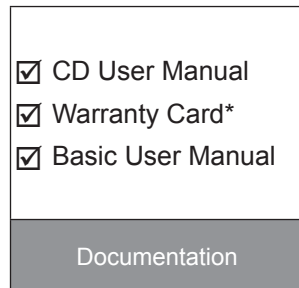 ☑ CD User Manual
☑ Warranty Card*
☑ Basic User Manual
Documentation